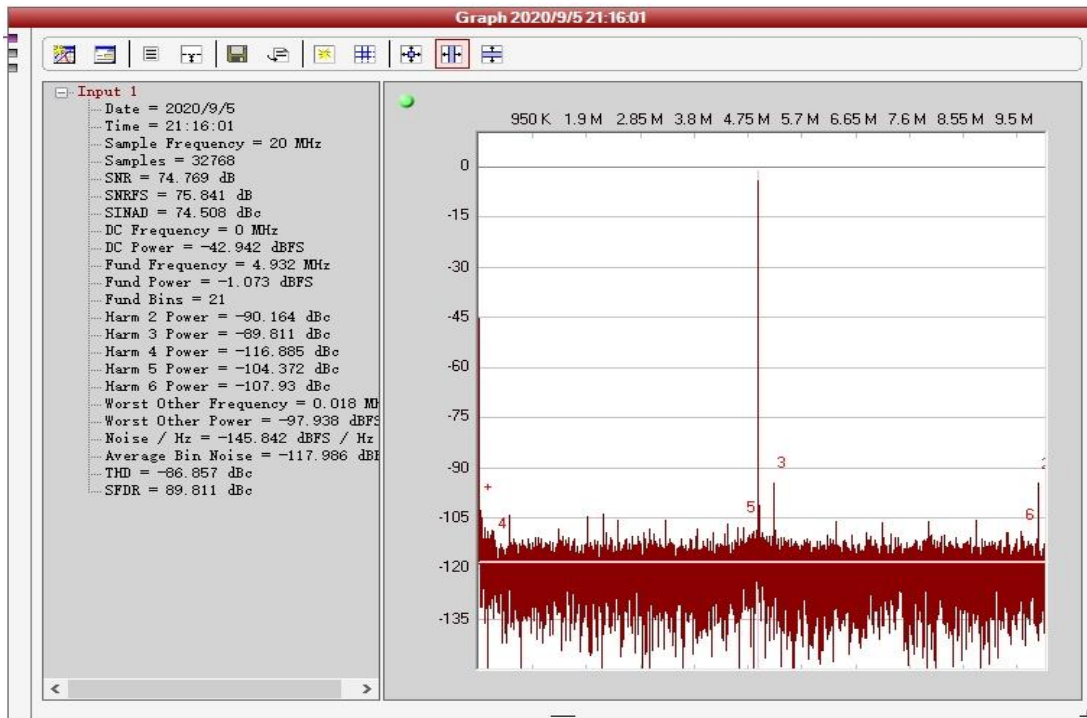 Graph 2020/9/5 21:16:01
Input 1
Date = 2020/9/5
Time = 21:16:01
Sample Frequency = 20 MHz
Samples = 32768
SNR = 74.769 dB
SNRFS = 75.841 dB
SINAD = 74.508 dBc
DC Frequency = 0 MHz
DC Power = -42.942 dBFS
Fund Frequency = 4.932 MHz
Fund Power = -1.073 dBFS
Fund Bins = 21
Harm 2 Power = -90.164 dBc
Harm 3 Power = -89.811 dBc
Harm 4 Power = -116.885 dBc
Harm 5 Power = -104.372 dBc
Harm 6 Power = -107.93 dBc
Worst Other Frequency = 0.018
Worst Other Power = -97.938 dBFS
Noise / Hz = -145.842 dBFS / Hz
Average Bin Noise = -117.986
THD = -86.857 dBc
SFDR = 89.811 dBc
950 K 1.9 M 2.85 M 3.8 M 4.75 M 5.7 M 6.65 M 7.6 M 8.55 M 9.5 M
0
-15
-30
-45
-60
-75
-90
-105
-120
-135
+
4
5
3
6